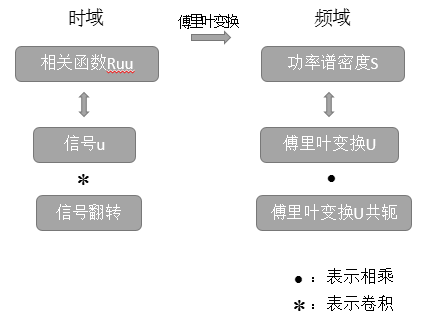 时域
傅里叶变换
频域
相关函数Ruu
功率谱密度S
信号u
傅里叶变换U
*
•
信号翻转
傅里叶变换U共轭
•：表示相乘
*：表示卷积